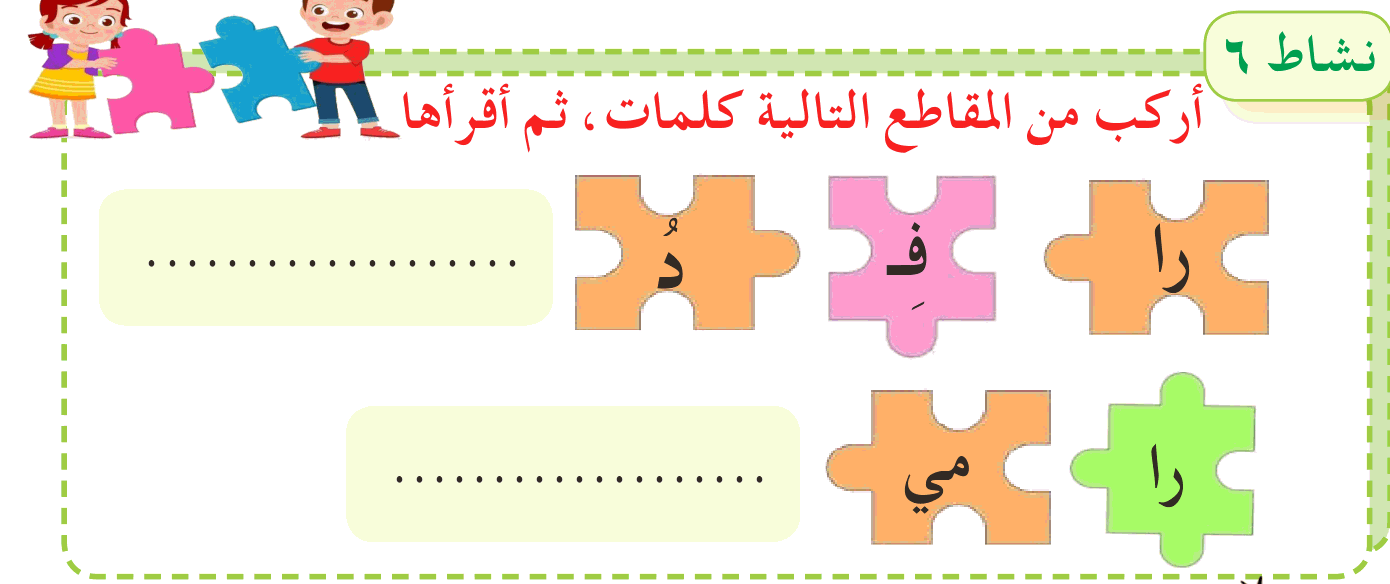 نشاط ٦
أركب من المقاطع التالية كلمات، ثم أقرأها
را فِـ دُ ...................
را مي ...................